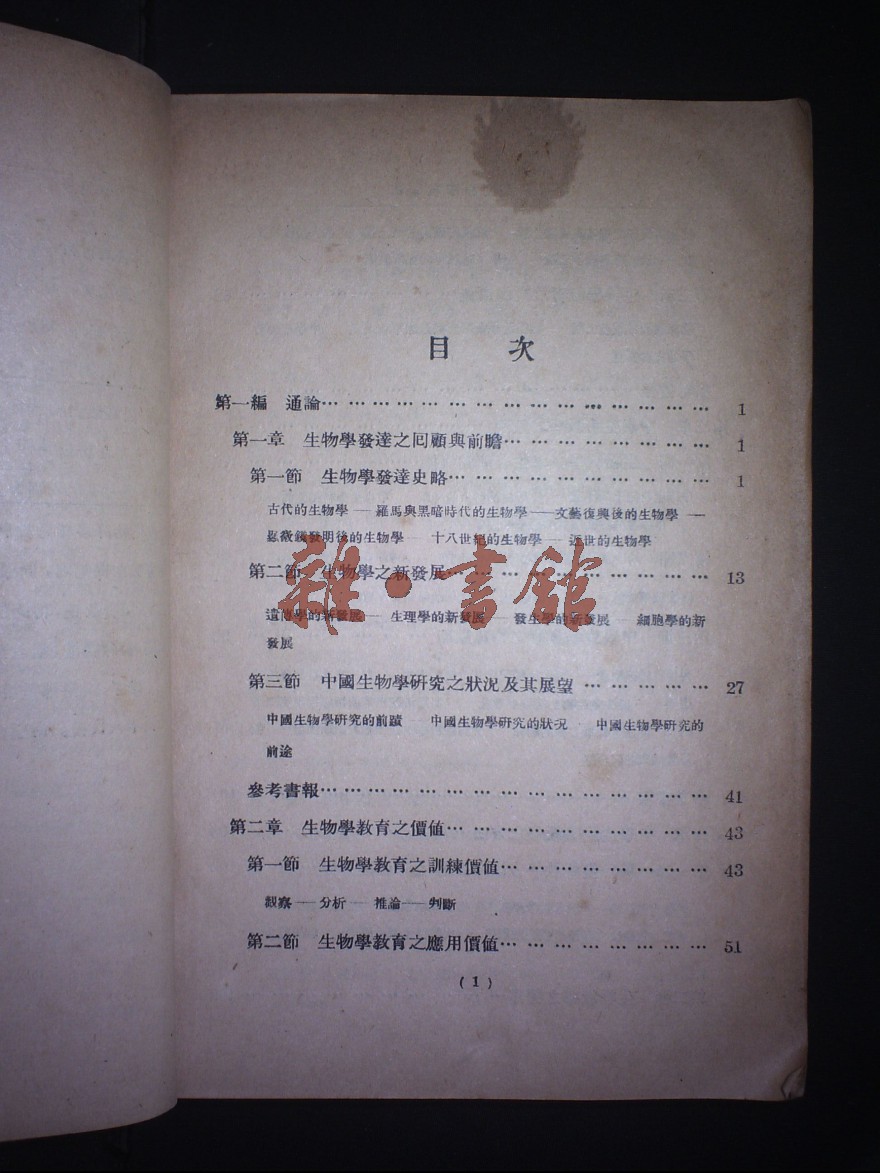 目 次
第一編 通論………………………………………… 1
第一章 生物學發達之回顧與前瞻……………………… 1
第一節 生物學發達史略…………………………… 1
古代的生物學——羅馬與黑暗時代的生物學——文藝復興後的生物學——
顯微鏡發明後的生物學——十八世紀的生物學——近世的生物學
第二節 生物學之新發展…………………………… 13
遺傳學的新發展——生理學的新發展——發生學的新發展——細胞學的新
發展
第三節 中國生物學研究之狀況及其展望……………… 27
中國生物學研究的前蹟——中國生物學研究的狀況——中國生物學研究的
前途
參考書報………………………………………… 41
第二章 生物學教育之價值…………………………… 43
第一節 生物學教育之訓練價值……………………… 43
觀察——分析——推論——判斷
第二節 生物學教育之應用價值……………………… 51
( 1 )
雜·書館